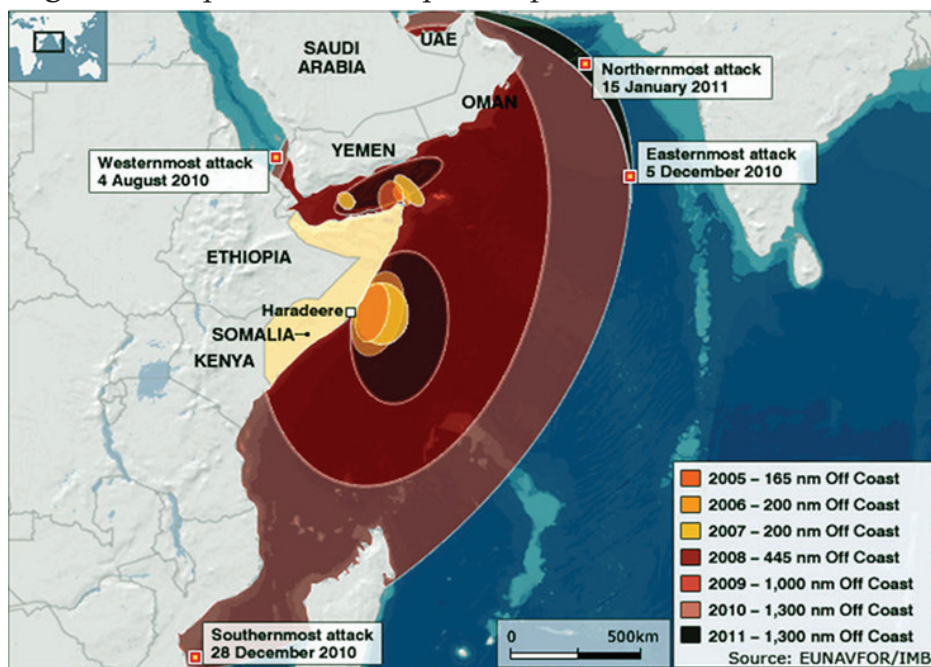 SAUDI
ARABIA
UAE
OMAN
YEMEN
Northernmost attack
15 January 2011
Westernmost attack
4 August 2010
Easternmost attack
5 December 2010
ETHIOPIA
Haradeere
SOMALIA
KENYA
2005 – 165 nm Off Coast
2006 – 200 nm Off Coast
2007 – 200 nm Off Coast
2008 – 445 nm Off Coast
2009 – 1,000 nm Off Coast
2010 – 1,300 nm Off Coast
2011 – 1,300 nm Off Coast
Southernmost attack
28 December 2010
0 500km
Source: EUNAVFOR/IMB